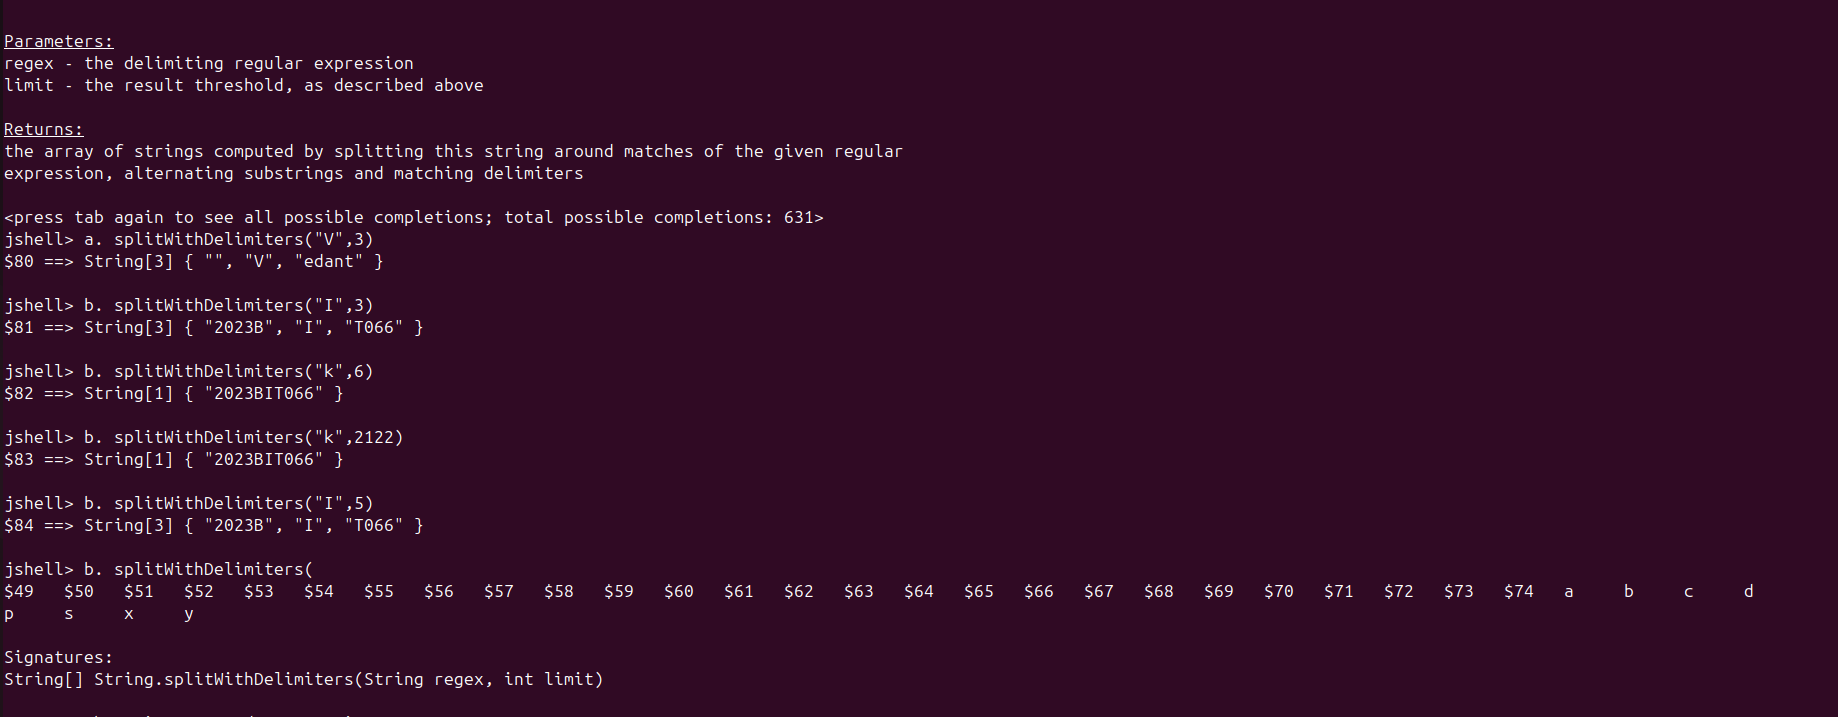 Parameters:
regex - the delimiting regular expression
limit - the result threshold, as described above
Returns:
the array of strings computed by splitting this string around matches of the given regular
expression, alternating substrings and matching delimiters
<press tab again to see all possible completions; total possible completions: 631>
jshell> a. splitWithDelimiters("V",3)
$80 ==> String[3] { "", "V", "edant" }
jshell> b. splitWithDelimiters("I",3)
$81 ==> String[3] { "2023B", "I", "T066" }
jshell> b. splitWithDelimiters("k",6)
$82 ==> String[1] { "2023BIT066" }
jshell> b. splitWithDelimiters("k",2122)
$83 ==> String[1] { "2023BIT066" }
jshell> b. splitWithDelimiters("I",5)
$84 ==> String[3] { "2023B", "I", "T066" }
jshell> b. splitWithDelimiters(
$49   $50   $51   $52   $53   $54   $55   $56   $57   $58   $59   $60   $61   $62   $63   $64   $65   $66   $67   $68   $69   $70   $71   $72   $73   $74   a     b     c     d
p     s     x     y
Signatures:
String[] String.splitWithDelimiters(String regex, int limit)